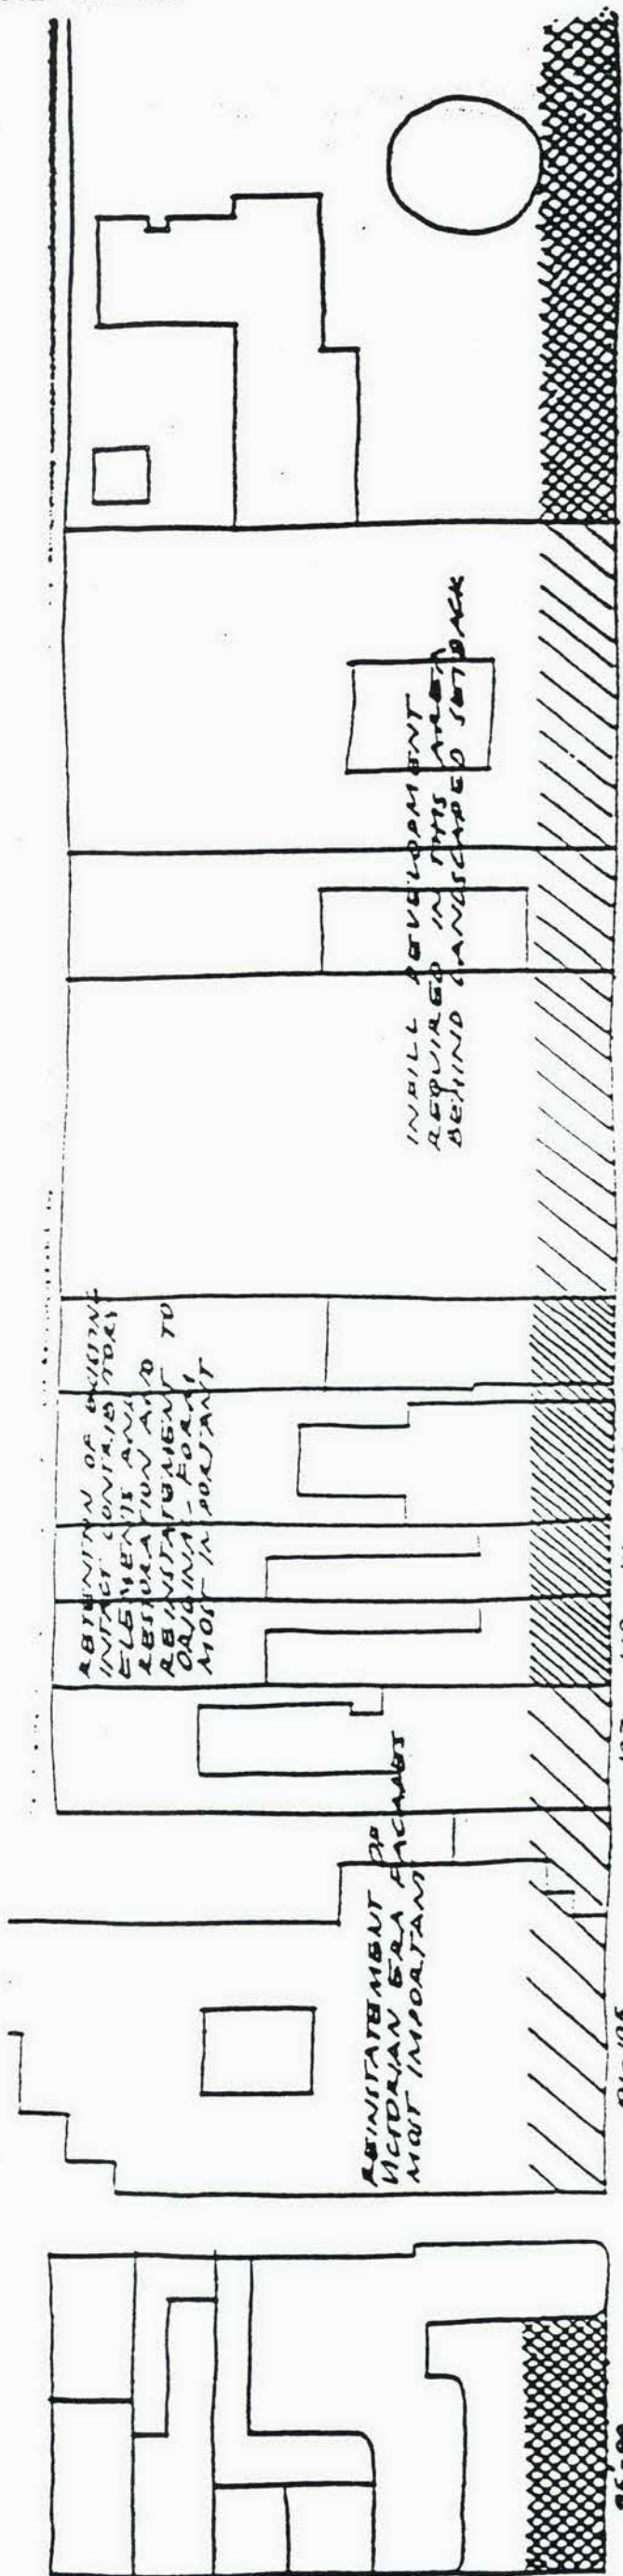 REINSTATEMENT OF
VICTORIAN ERA FACADES
MOST IMPORTANT
RETENTION OF EXISTING
INTACT CONTRIBUTORY
ELEMENTS AND
RESTORATION AND
REINSTATEMENT TO
ORIGINAL FORM
MOST IMPORTANT
INFILL DEVELOPMENT
REQUIRED IN THIS AREA
BEHIND LANDSCAPED SETBACK